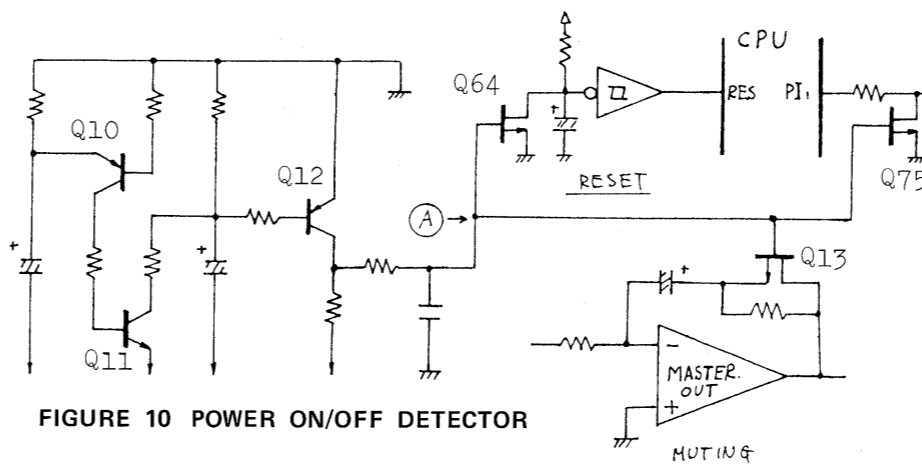 CPU
Q64
II
RES
PI1
Q10
Q12
RESET
Q75
A
+
+
+
+
Q13
Q11
−
MASTER.
OUT
+
FIGURE 10 POWER ON/OFF DETECTOR
MUTING